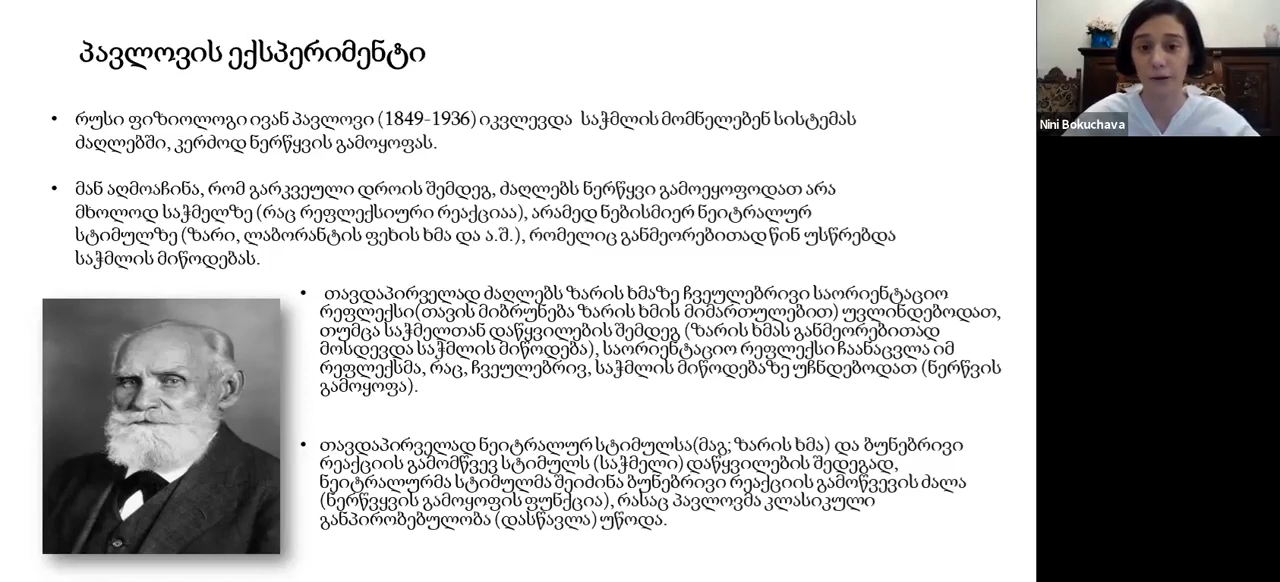 პავლოვის ექსპერიმენტი
• რუსი ფიზიოლოგი ივან პავლოვი (1849-1936) იკვლევდა საჭმლის მომნელებენ სისტემას
ძაღლებში, კერძოდ ნერწყვის გამოყოფას.
• მან აღმოაჩინა, რომ გარკვეული დროის შემდეგ, ძაღლებს ნერწყვი გამოეყოფოდათ არა
მხოლოდ საჭმელზე (რაც რეფლექსიური რეაქციაა), არამედ ნებისმიერ ნეიტრალურ
სტიმულზე (ზარი, ლაბორანტის ფეხის ხმა და ა.შ.), რომელიც განმეორებითად წინ უსწრებდა
საჭმლის მიწოდებას.
• თავდაპირველად ძაღლებს ზარის ხმაზე ჩვეულებრივი საორიენტაციო
რეფლექსი(თავის მიბრუნება ზარის ხმის მიმართულებით) უვლინდებოდათ,
თუმცა საჭმელთან დაწყვილების შემდეგ (ზარის ხმას განმეორებითად
მოსდევდა საჭმლის მიწოდება), საორიენტაციო რეფლექსი ჩაანაცვლა იმ
რეფლექსმა, რაც, ჩვეულებრივ, საჭმლის მიწოდებაზე უჩნდებოდათ (ნერწვის
გამოყოფა).
• თავდაპირველად ნეიტრალურ სტიმულსა(მაგ; ზარის ხმა) და ბუნებრივი
რეაქციის გამომწვევ სტიმულს (საჭმელი) დაწყვილების შედეგად,
ნეიტრალურმა სტიმულმა შეიძინა ბუნებრივი რეაქციის გამოწვევის ძალა
(ნერწვყვის გამოყოფის ფუნქცია), რასაც პავლოვმა კლასიკული
განპირობებულობა (დასწავლა) უწოდა.
Nini Bokuchava